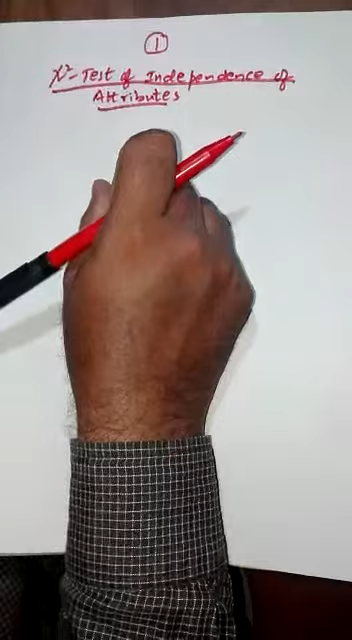 ①
χ²-Test of Independence of
Attributes